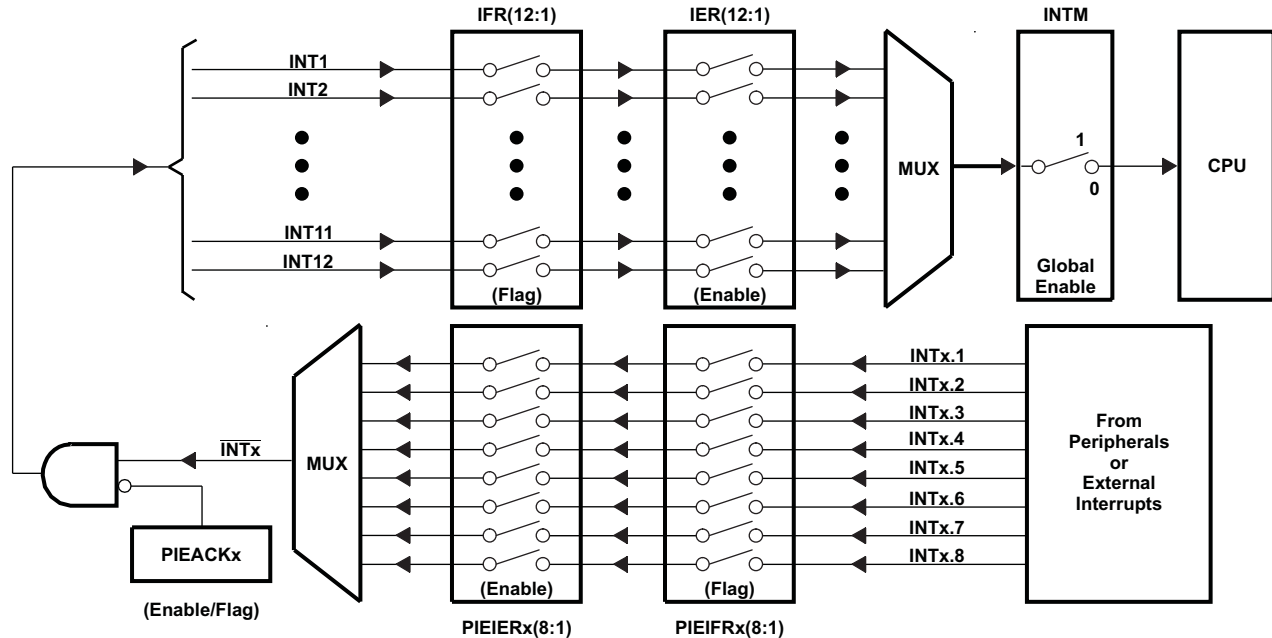 IFR(12:1)
IER(12:1)
INTM
INT1
INT2
INT11
INT12
(Flag)
(Enable)
MUX
1
0
Global
Enable
CPU
INTx.1
INTx.2
INTx.3
INTx.4
INTx.5
INTx.6
INTx.7
INTx.8
From
Peripherals
or
External
Interrupts
MUX
INTx
PIEACKx
(Enable/Flag)
(Enable)
(Flag)
PIEIERx(8:1)
PIEIFRx(8:1)